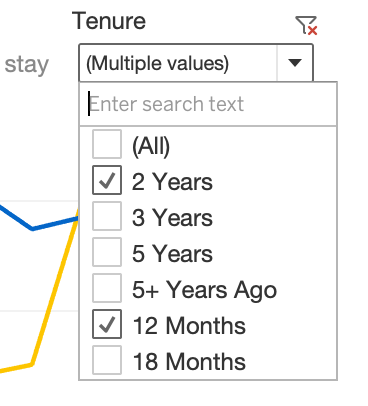 Tenure
stay
(Multiple values)
Enter search text
(All)
2 Years
3 Years
5 Years
5+ Years Ago
12 Months
18 Months